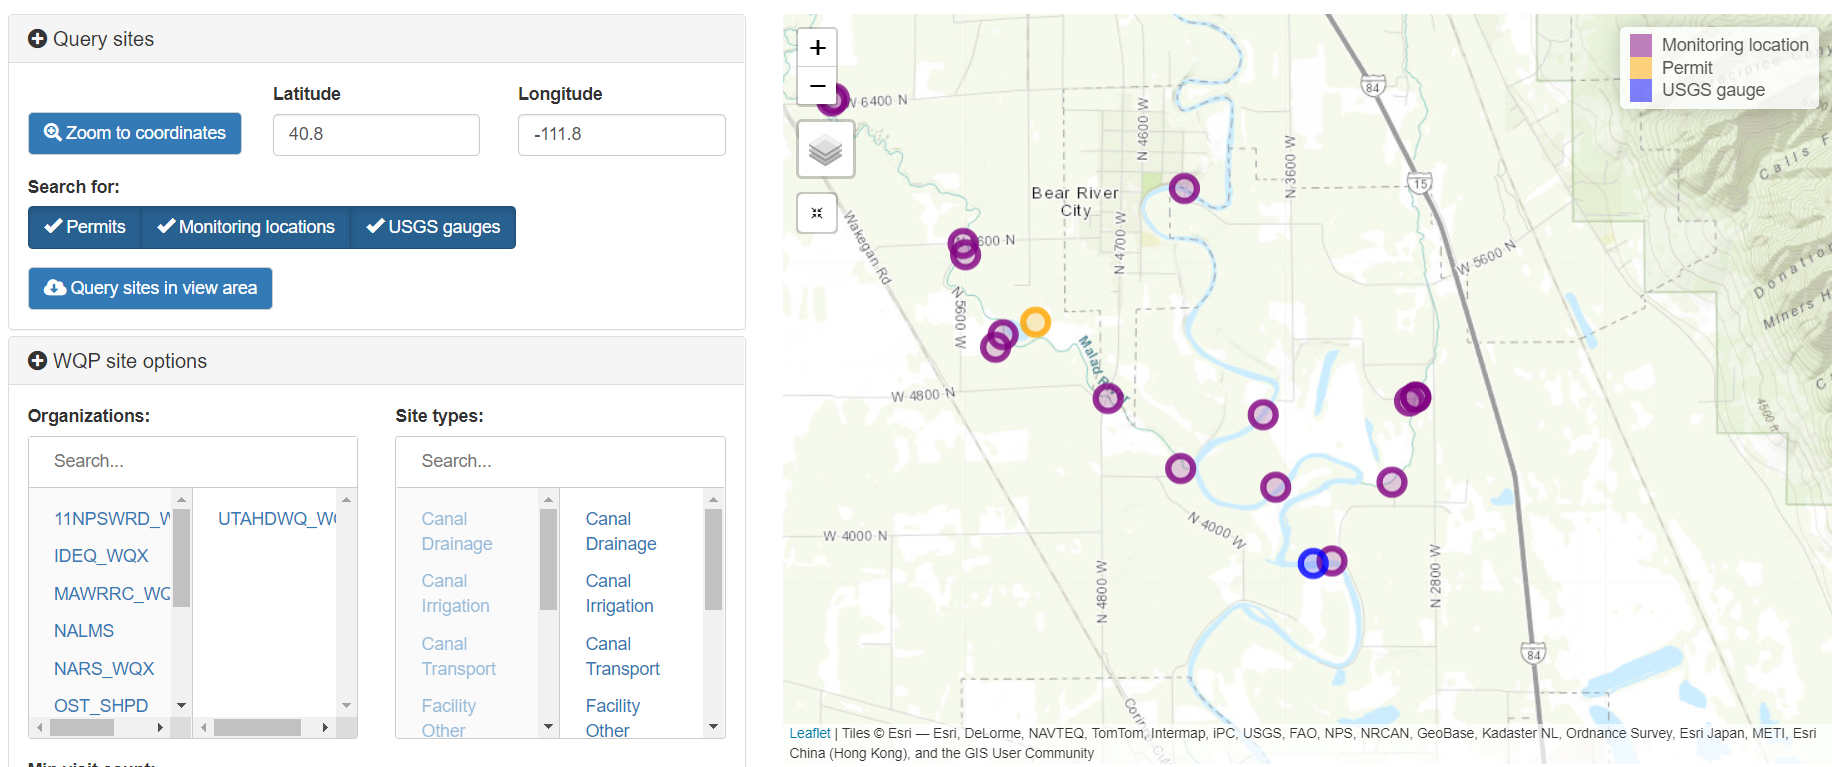 Query sites
Latitude
Longitude
Zoom to coordinates
40.8
-111.8
Search for:
Permits
Monitoring locations
USGS gauges
Query sites in view area
WQP site options
Organizations:
Site types:
Search...
Search...
11NPSWRD_W
IDEQ_WQX
MAWRRC_WQ
NALMS
NARS_WQX
OST_SHPD
UTAHDWQ_W
Canal
Drainage
Canal
Irrigation
Canal
Transport
Facility
Other
Canal
Drainage
Canal
Irrigation
Canal
Transport
Facility
Other
+
−
Monitoring location
Permit
USGS gauge
W 6400 N
N 4600 W
N 3600 W
84
15
Calls F
Bear River
City
Wakegan Rd
600 N
N 4700 W
W 5600 N
Donation
Miners H
N 5600 W
Malad R
W 4800 N
4500 ft
N 4000 W
W 4000 N
N 4800 W
N 2800 W
84
Corin
Leaflet | Tiles © Esri — Esri, DeLorme, NAVTEQ, TomTom, Intermap, iPC, USGS, FAO, NPS, NRCAN, GeoBase, Kadaster NL, Ordnance Survey, Esri Japan, METI, Esri
China (Hong Kong), and the GIS User Community